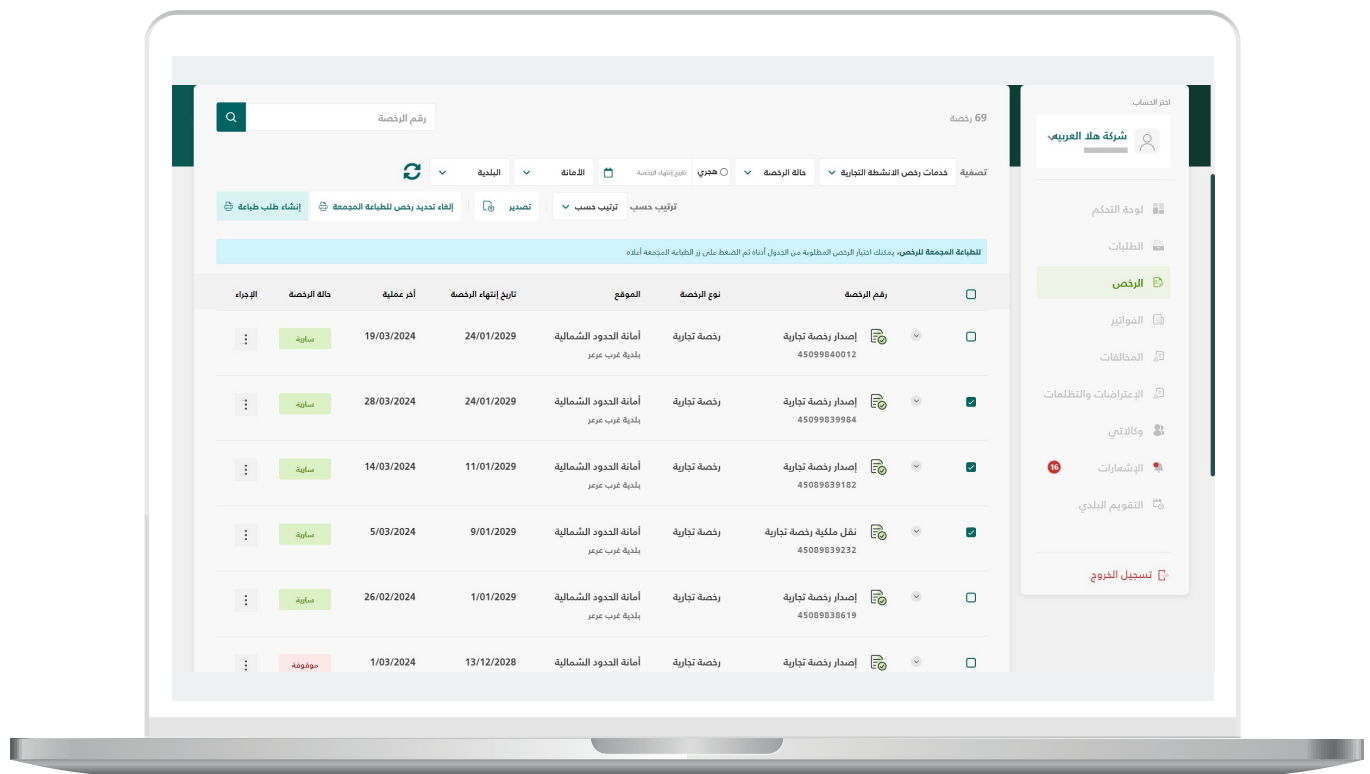 اختر الحساب:
شركة هلا العربيه
لوحة التحكم
الطلبات
الرخص
الفواتير
المخالفات
الإعتراضات والتظلمات
وكالاتي
الإشعارات 16
التقويم البلدي
تسجيل الخروج
69 رخصة
رقم الرخصة
تصفية خدمات رخص الانشطة التجارية حالة الرخصة هجري تاريخ إنتهاء الرخصة الأمانة البلدية
ترتيب حسب ترتيب حسب تصدير إلغاء تحديد رخص للطباعة المجمعة إنشاء طلب طباعة
للطباعة المجمعة للرخص، يمكنك اختيار الرخص المطلوبة من الجدول أدناه ثم الضغط على زر الطباعة المجمعة أعلاه
رقم الرخصة نوع الرخصة الموقع تاريخ إنتهاء الرخصة أخر عملية حالة الرخصة الإجراء
إصدار رخصة تجارية رخصة تجارية أمانة الحدود الشمالية 24/01/2029 19/03/2024 سارية
45099840012 بلدية غرب عرعر
إصدار رخصة تجارية رخصة تجارية أمانة الحدود الشمالية 24/01/2029 28/03/2024 سارية
45099839984 بلدية غرب عرعر
إصدار رخصة تجارية رخصة تجارية أمانة الحدود الشمالية 11/01/2029 14/03/2024 سارية
45089839182 بلدية غرب عرعر
نقل ملكية رخصة تجارية رخصة تجارية أمانة الحدود الشمالية 9/01/2029 5/03/2024 سارية
45089839232 بلدية غرب عرعر
إصدار رخصة تجارية رخصة تجارية أمانة الحدود الشمالية 1/01/2029 26/02/2024 سارية
45089838619 بلدية غرب عرعر
إصدار رخصة تجارية رخصة تجارية أمانة الحدود الشمالية 13/12/2028 1/03/2024 موقوفة